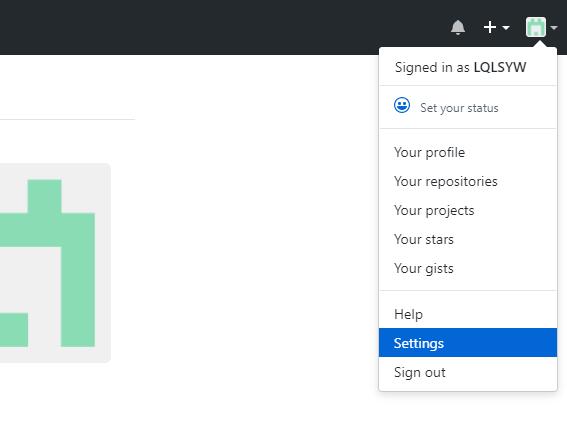 Signed in as LQLSYW
Set your status
Your profile
Your repositories
Your projects
Your stars
Your gists
Help
Settings
Sign out